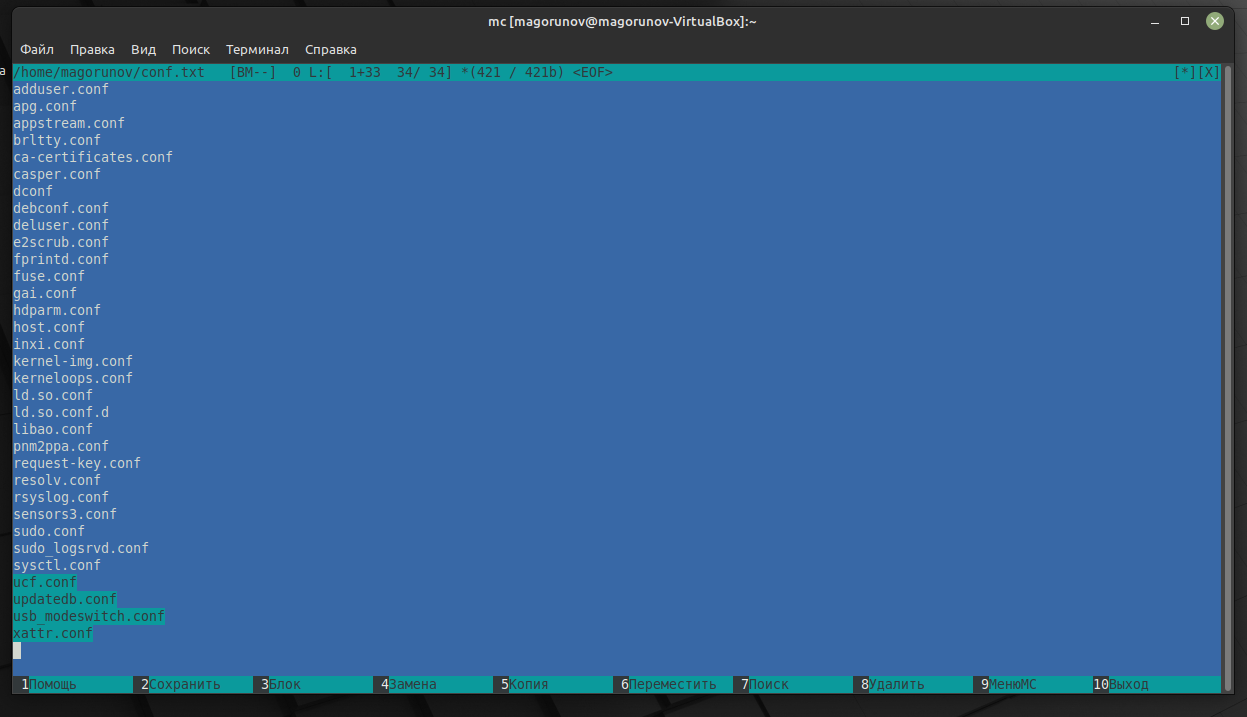 mc [magorunov@magorunov-VirtualBox]:~
Файл Правка Вид Поиск Терминал Справка
а
/home/magorunov/conf.txt [BM--] 0 L:[ 1+33 34/ 34] *(421 / 421b) <EOF> [*][X]
adduser.conf
apg.conf
appstream.conf
brltty.conf
ca-certificates.conf
casper.conf
dconf
debconf.conf
deluser.conf
e2scrub.conf
fprintd.conf
fuse.conf
gai.conf
hdparm.conf
host.conf
inxi.conf
kernel-img.conf
kerneloops.conf
ld.so.conf
ld.so.conf.d
libao.conf
pnm2ppa.conf
request-key.conf
resolv.conf
rsyslog.conf
sensors3.conf
sudo.conf
sudo_logsrvd.conf
sysctl.conf
ucf.conf
updatedb.conf
usb_modeswitch.conf
xattr.conf
1Помощь 2Сохранить 3Блок 4Замена 5Копия 6Переместить 7Поиск 8Удалить 9МенюМС 10Выход